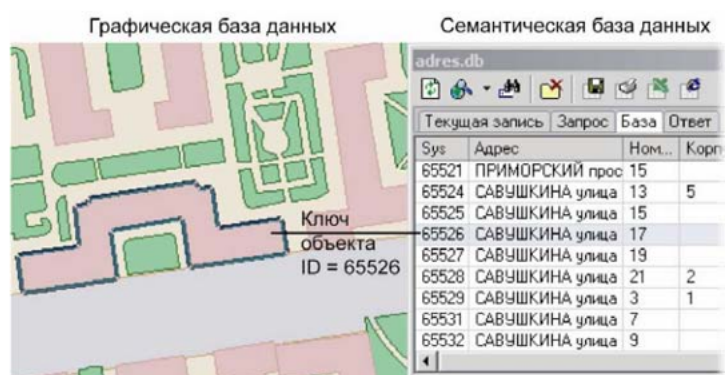 Графическая база данных
Семантическая база данных
adres.db
Текущая запись Запрос База Ответ
Sys Адрес Ном... Корп
65521 ПРИМОРСКИЙ прос 15
65524 САВУШКИНА улица 13 5
65525 САВУШКИНА улица 15
65526 САВУШКИНА улица 17
65527 САВУШКИНА улица 19
65528 САВУШКИНА улица 21 2
65529 САВУШКИНА улица 3 1
65531 САВУШКИНА улица 7
65532 САВУШКИНА улица 9
Ключ
объекта
ID = 65526